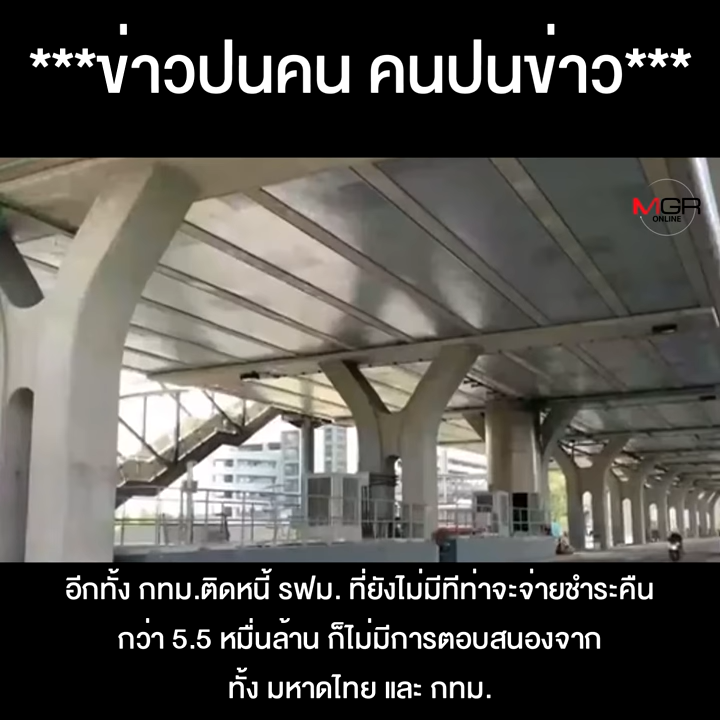 ***ข่าวปนคน คนปนข่าว***
MGR
ONLINE
อีกทั้ง กทม.ติดหนี้ รฟม. ที่ยังไม่มีทีท่าจะจ่ายชำระคืน
กว่า 5.5 หมื่นล้าน ก็ไม่มีการตอบสนองจาก
ทั้ง มหาดไทย และ กทม.